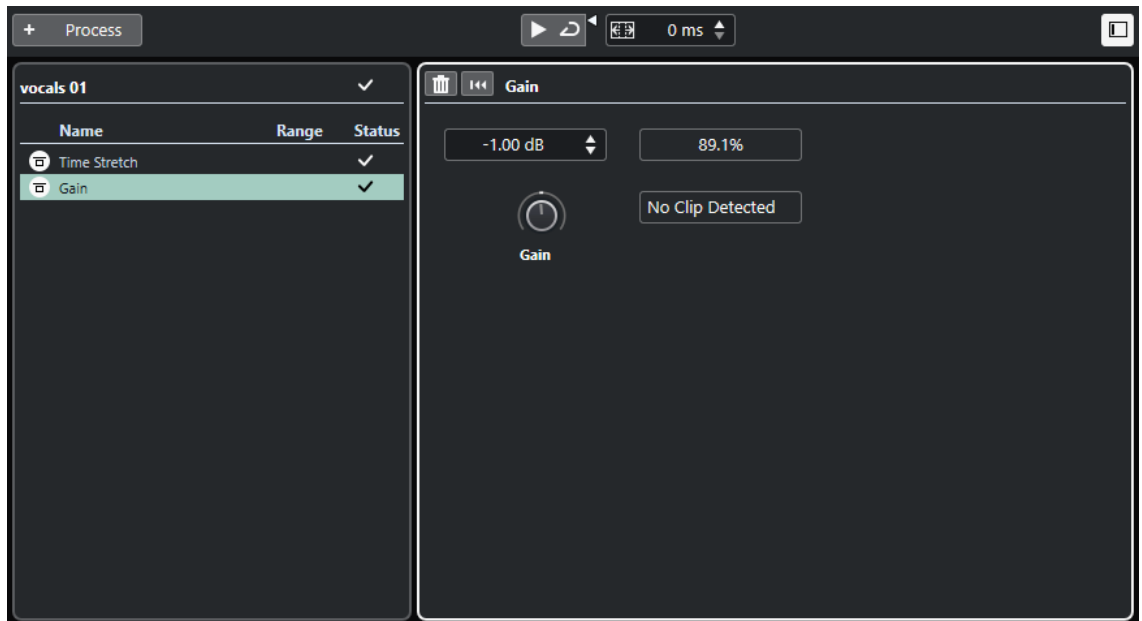 + Process
0 ms
vocals 01
Gain
Name Range Status
-1.00 dB
89.1%
Time Stretch
Gain
No Clip Detected
Gain